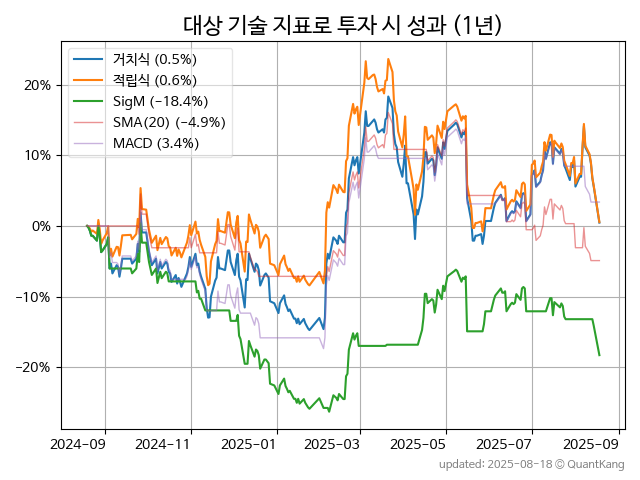 대상 기술 지표로 투자 시 성과 (1년)
거치식 (0.5%)
적립식 (0.6%)
SigM (−18.4%)
SMA(20) (−4.9%)
MACD (3.4%)
20%
10%
0%
−10%
−20%
2024-09 2024-11 2025-01 2025-03 2025-05 2025-07 2025-09
updated: 2025-08-18 © QuantKang